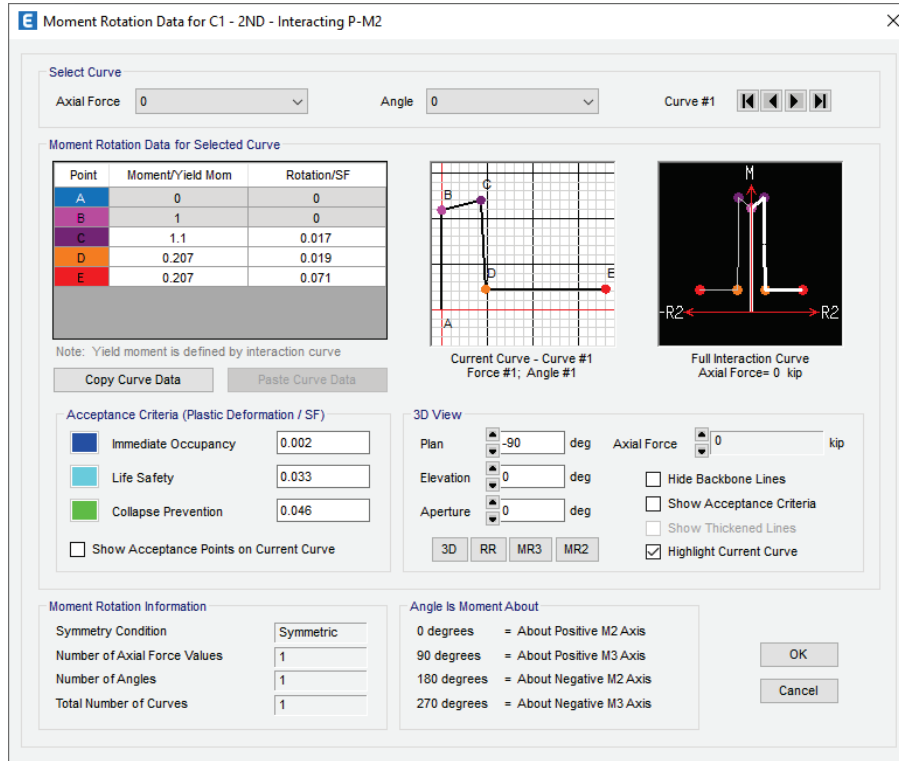 E Moment Rotation Data for C1 - 2ND - Interacting P-M2
Select Curve
Axial Force 0 Angle 0 Curve #1
Moment Rotation Data for Selected Curve
Point Moment/Yield Mom Rotation/SF
A 0 0
B 1 0
C 1.1 0.017
D 0.207 0.019
E 0.207 0.071
Note: Yield moment is defined by interaction curve
Copy Curve Data Paste Curve Data
B C
D E
A
Current Curve - Curve #1
Force #1; Angle #1
M
-R2 R2
Full Interaction Curve
Axial Force= 0 kip
Acceptance Criteria (Plastic Deformation / SF)
Immediate Occupancy 0.002
Life Safety 0.033
Collapse Prevention 0.046
Show Acceptance Points on Current Curve
3D View
Plan -90 deg Axial Force 0 kip
Elevation 0 deg Hide Backbone Lines
Aperture 0 deg Show Acceptance Criteria
Show Thickened Lines
3D RR MR3 MR2 Highlight Current Curve
Moment Rotation Information
Symmetry Condition Symmetric
Number of Axial Force Values 1
Number of Angles 1
Total Number of Curves 1
Angle Is Moment About
0 degrees = About Positive M2 Axis
90 degrees = About Positive M3 Axis
180 degrees = About Negative M2 Axis
270 degrees = About Negative M3 Axis
OK
Cancel